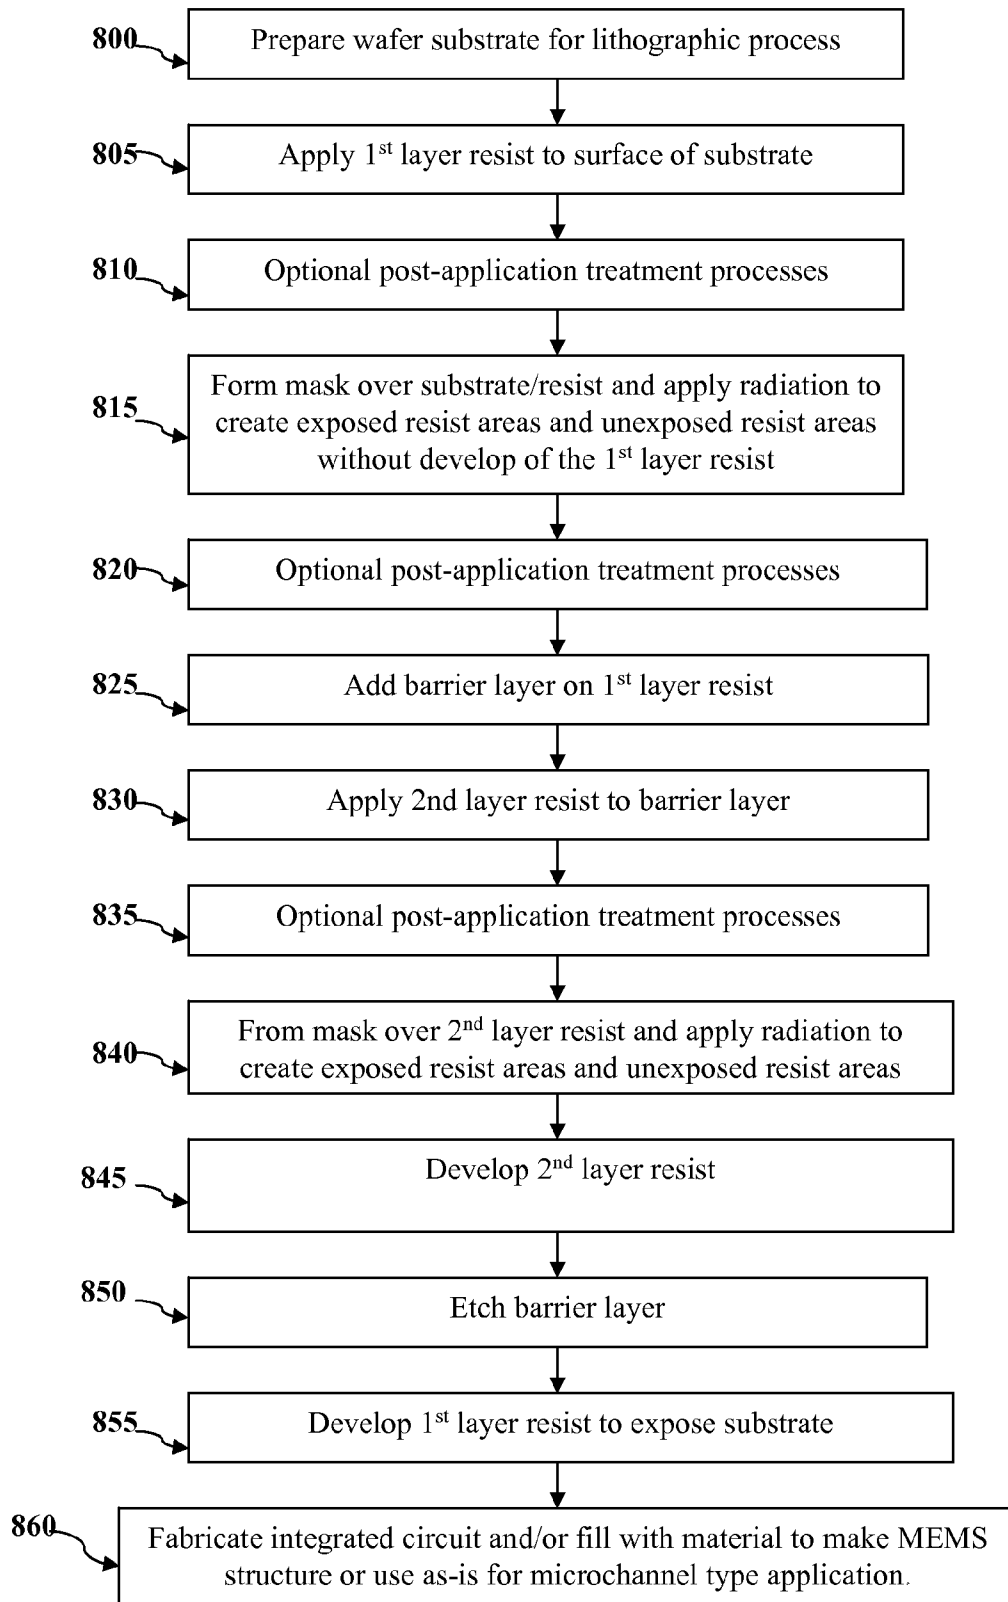 800
Prepare wafer substrate for lithographic process
805
Apply 1st layer resist to surface of substrate
810
Optional post-application treatment processes
815
Form mask over substrate/resist and apply radiation to
create exposed resist areas and unexposed resist areas
without develop of the 1st layer resist
820
Optional post-application treatment processes
825
Add barrier layer on 1st layer resist
830
Apply 2nd layer resist to barrier layer
835
Optional post-application treatment processes
840
From mask over 2nd layer resist and apply radiation to
create exposed resist areas and unexposed resist areas
845
Develop 2nd layer resist
850
Etch barrier layer
855
Develop 1st layer resist to expose substrate
860
Fabricate integrated circuit and/or fill with material to make MEMS
structure or use as-is for microchannel type application.